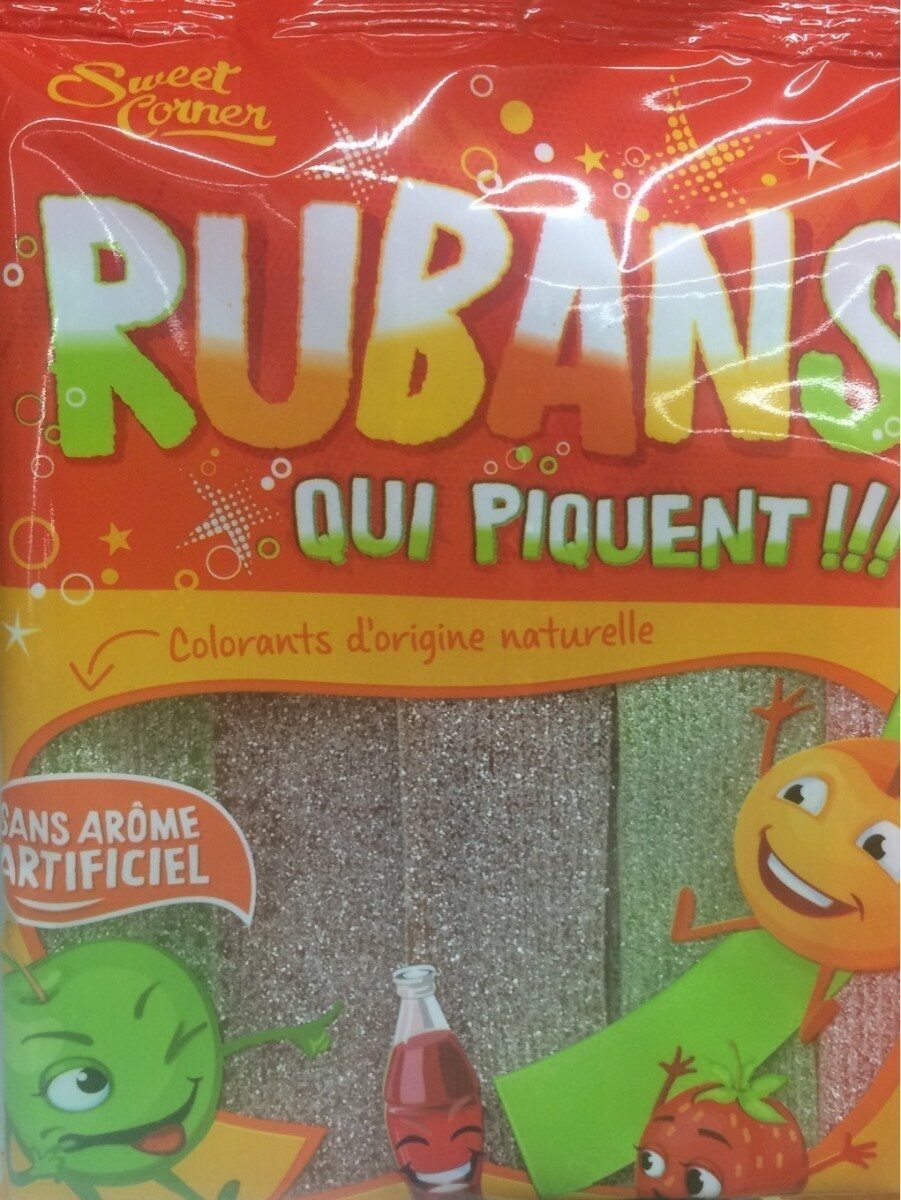 Sweet
Corner
RUBANS
QUI PIQUENT !!!
Colorants d'origine naturelle
SANS ARÔME
ARTIFICIEL